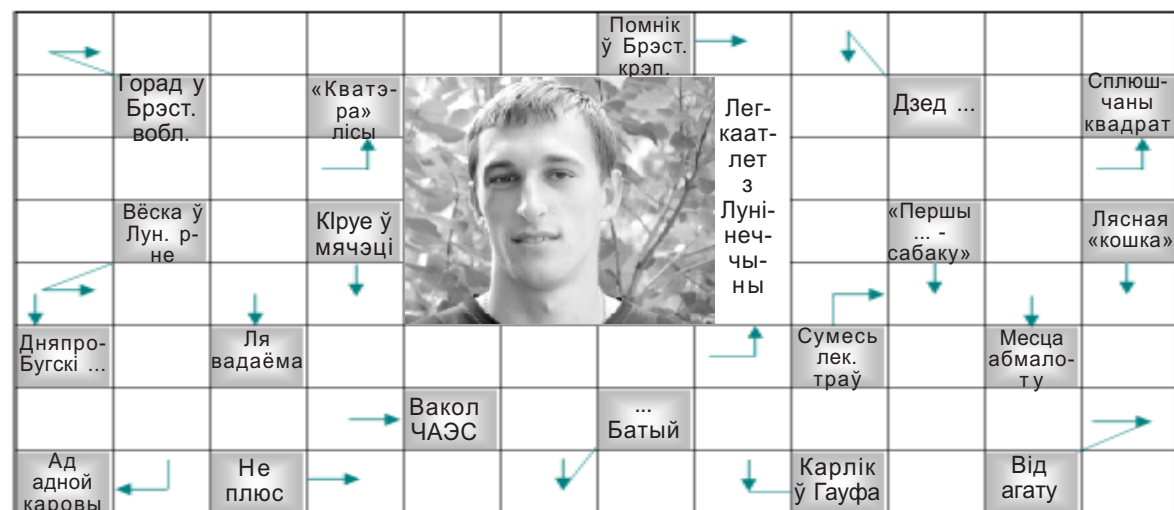 Помнік
ў Брэст.
крэп.
Горад у
Брэст.
вобл.
«Кватэ-
ра»
лісы
Лег-
каат-
лет
з
Луні-
неч-
чы-
ны
Дзед ...
Сплюш-
чаны
квадрат
Вёска ў
Лун. р-
не
Кіруе ў
мячэці
«Першы
... -
сабаку»
Лясная
«кошка»
Дняпро-
Бугскі ...
Ля
вадаёма
Сумесь
лек.
траў
Месца
абмало-
ту
Вакол
ЧАЭС
...
Батый
Ад
адной
каровы
Не
плюс
Карлік
ў Гауфа
Від
агату